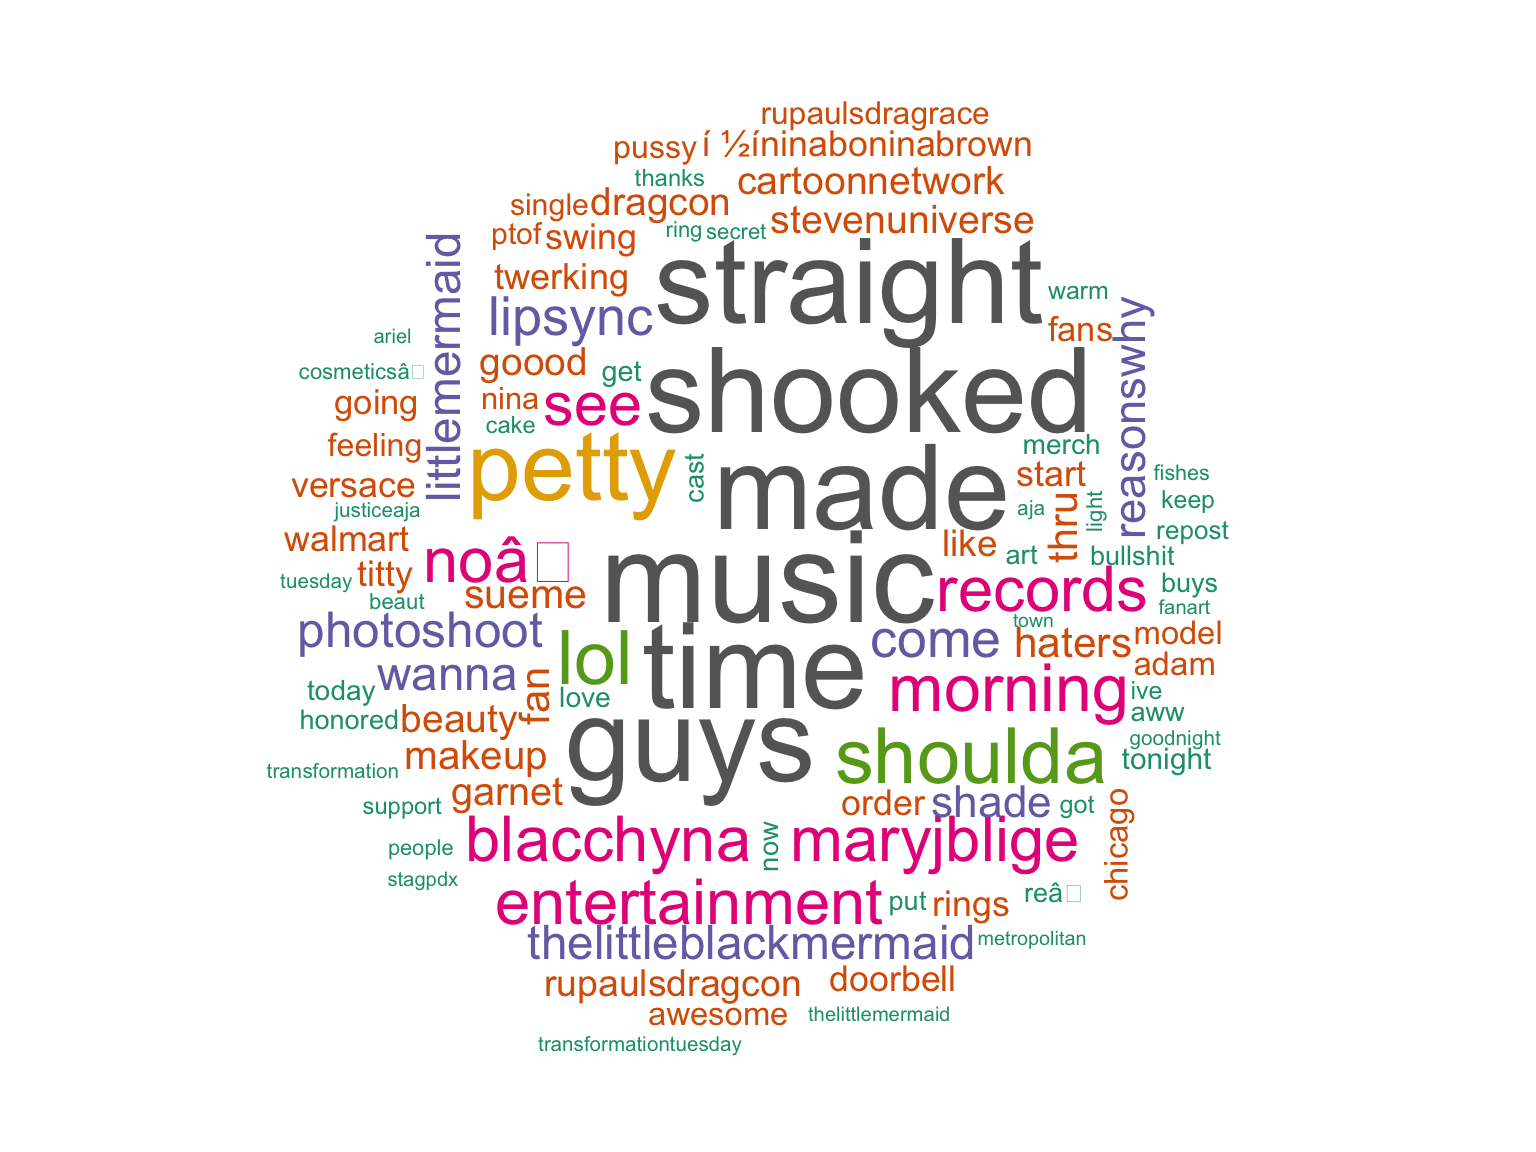 rupaulsdragrace
pussy í ½íninaboninabrown
thanks cartoonnetwork
single dragcon stevenuniverse
ptof swing ring secret
straight
twerking warm
lipsync fans
littlemermaid
reasonswhy
ariel
goood get shooked
cosmeticsâ
going nina see
cake
feeling petty cast made merch
versace start fishes
justiceaja aja light keep
thru
walmart like repost
noâ music art bullshit
tuesday titty records buys
beaut sueme fanart
photoshoot lol time come town haters model
wanna adam
today love morning ive
honored beauty fan guys aww
goodnight
makeup shoulda tonight
transformation
garnet order shade got
support chicago
people blacchyna now maryjblige
stagpdx
entertainment put rings reâ
thelittleblackmermaid metropolitan
rupaulsdragcon doorbell
awesome thelittlemermaid
transformationtuesday